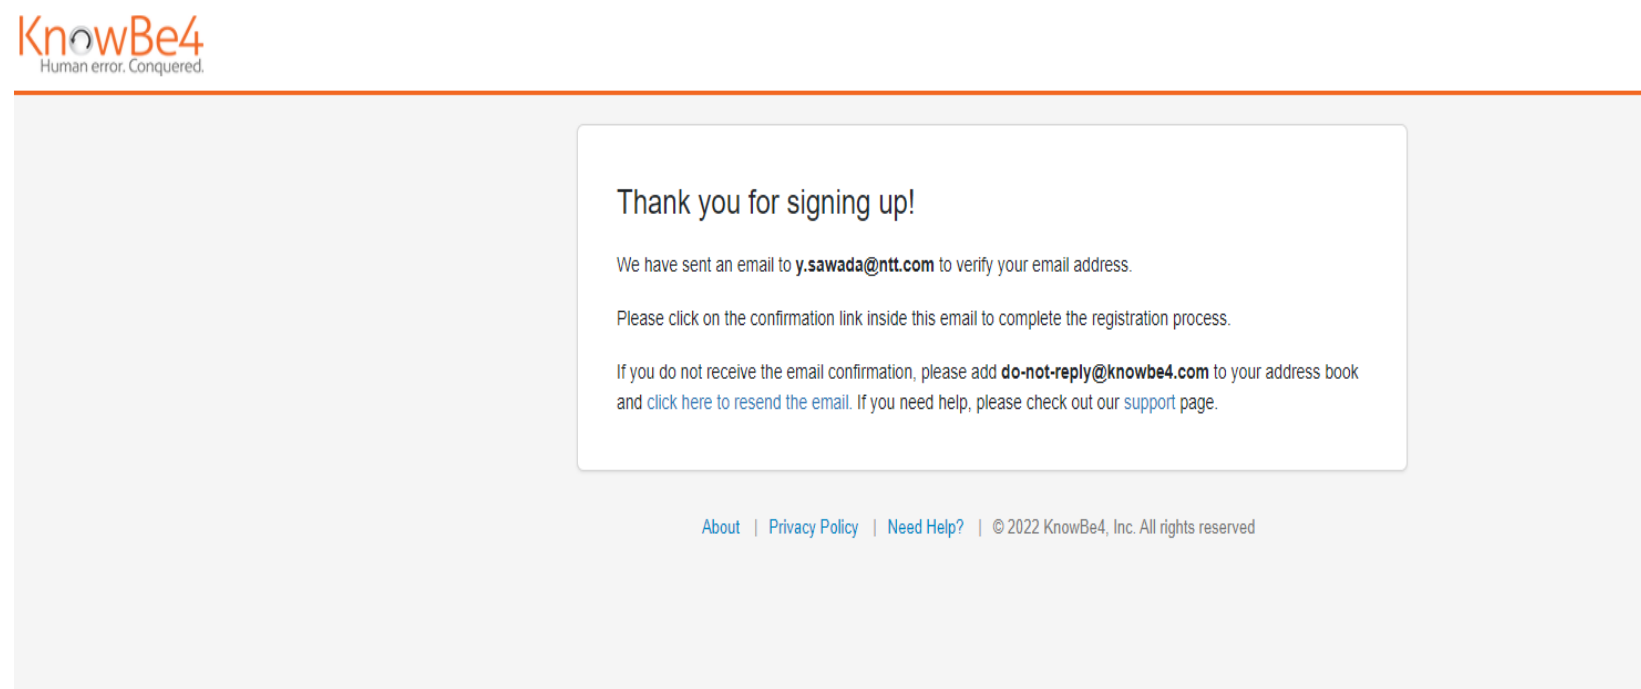 KnowBe4
Human error. Conquered.
Thank you for signing up!
We have sent an email to y.sawada@ntt.com to verify your email address.
Please click on the confirmation link inside this email to complete the registration process.
If you do not receive the email confirmation, please add do-not-reply@knowbe4.com to your address book
and click here to resend the email. If you need help, please check out our support page.
About | Privacy Policy | Need Help? | © 2022 KnowBe4, Inc. All rights reserved